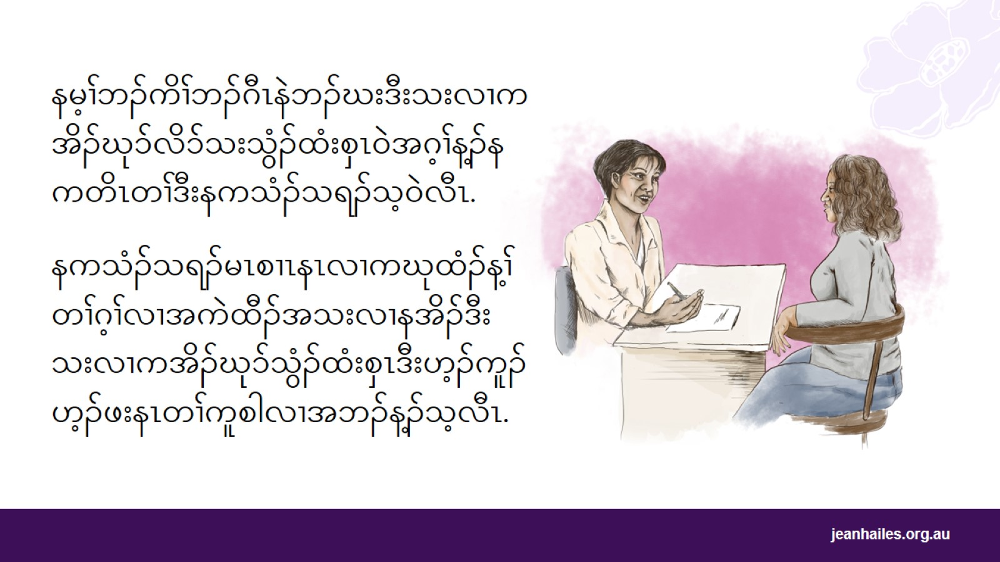 နမ့ၢ်ဘၣ်ကိၢ်ဘၣ်ဂီၤနဲဘၣ်ဃးဒီးသးလၢက
အိၣ်ဃုာ်လိာ်သးသွံၣ်ထံးစှၤဝဲအဂ့ၢ်န့ၣ်န
ကတိၤတၢ်ဒီးနကသံၣ်သရၣ်သ့ဝဲလီၤ.
နကသံၣ်သရၣ်မၤစၢၤနၤလၢကဃုထံၣ်န့ၢ်
တၢ်ဂ့ၢ်လၢအကဲထီၣ်အသးလၢနအိၣ်ဒီး
သးလၢကအိၣ်ဃုာ်သွံၣ်ထံးစှၤဒီးဟ့ၣ်ကူၣ်
ဟ့ၣ်ဖးနၤတၢ်ကူစါလၢအဘၣ်န့ၣ်သ့လီၤ.
jeanhailes.org.au